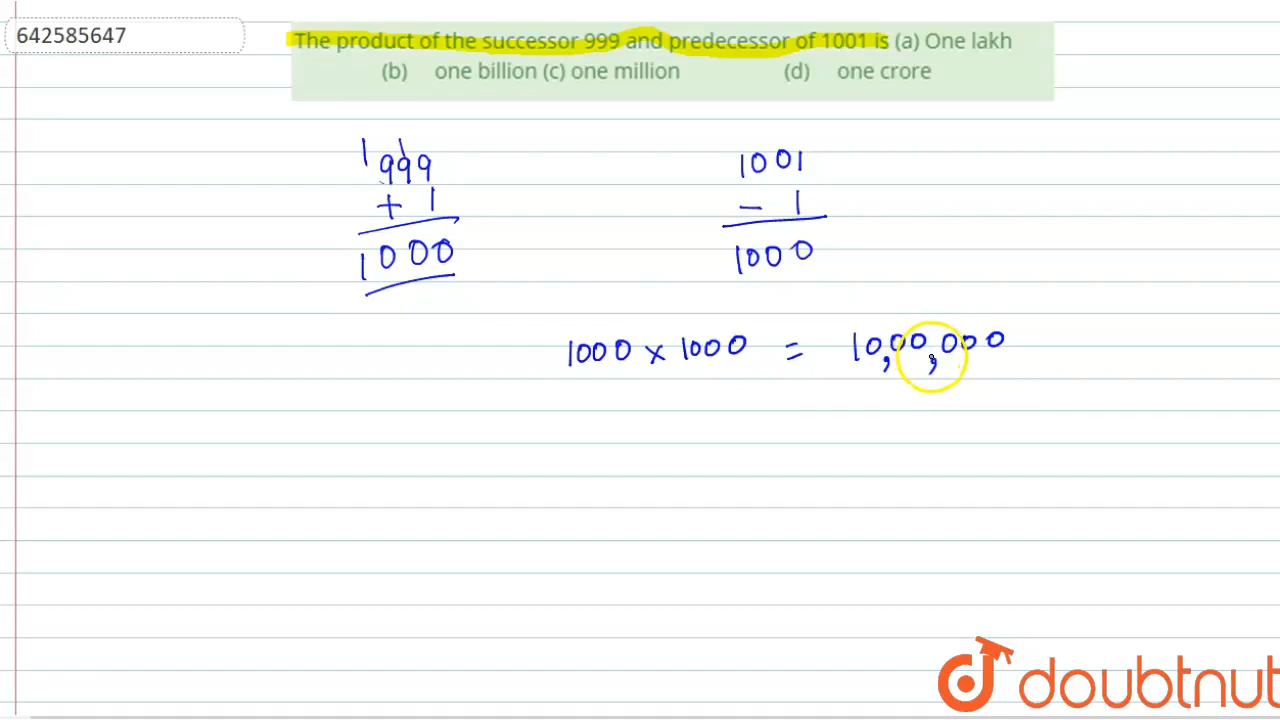 642585647
The product of the successor 999 and predecessor of 1001 is (a) One lakh
(b) one billion (c) one million (d) one crore
1 1
999
+ 1
1000
1001
- 1
1000
1000 x 1000 = 10,00,000
doubtnut